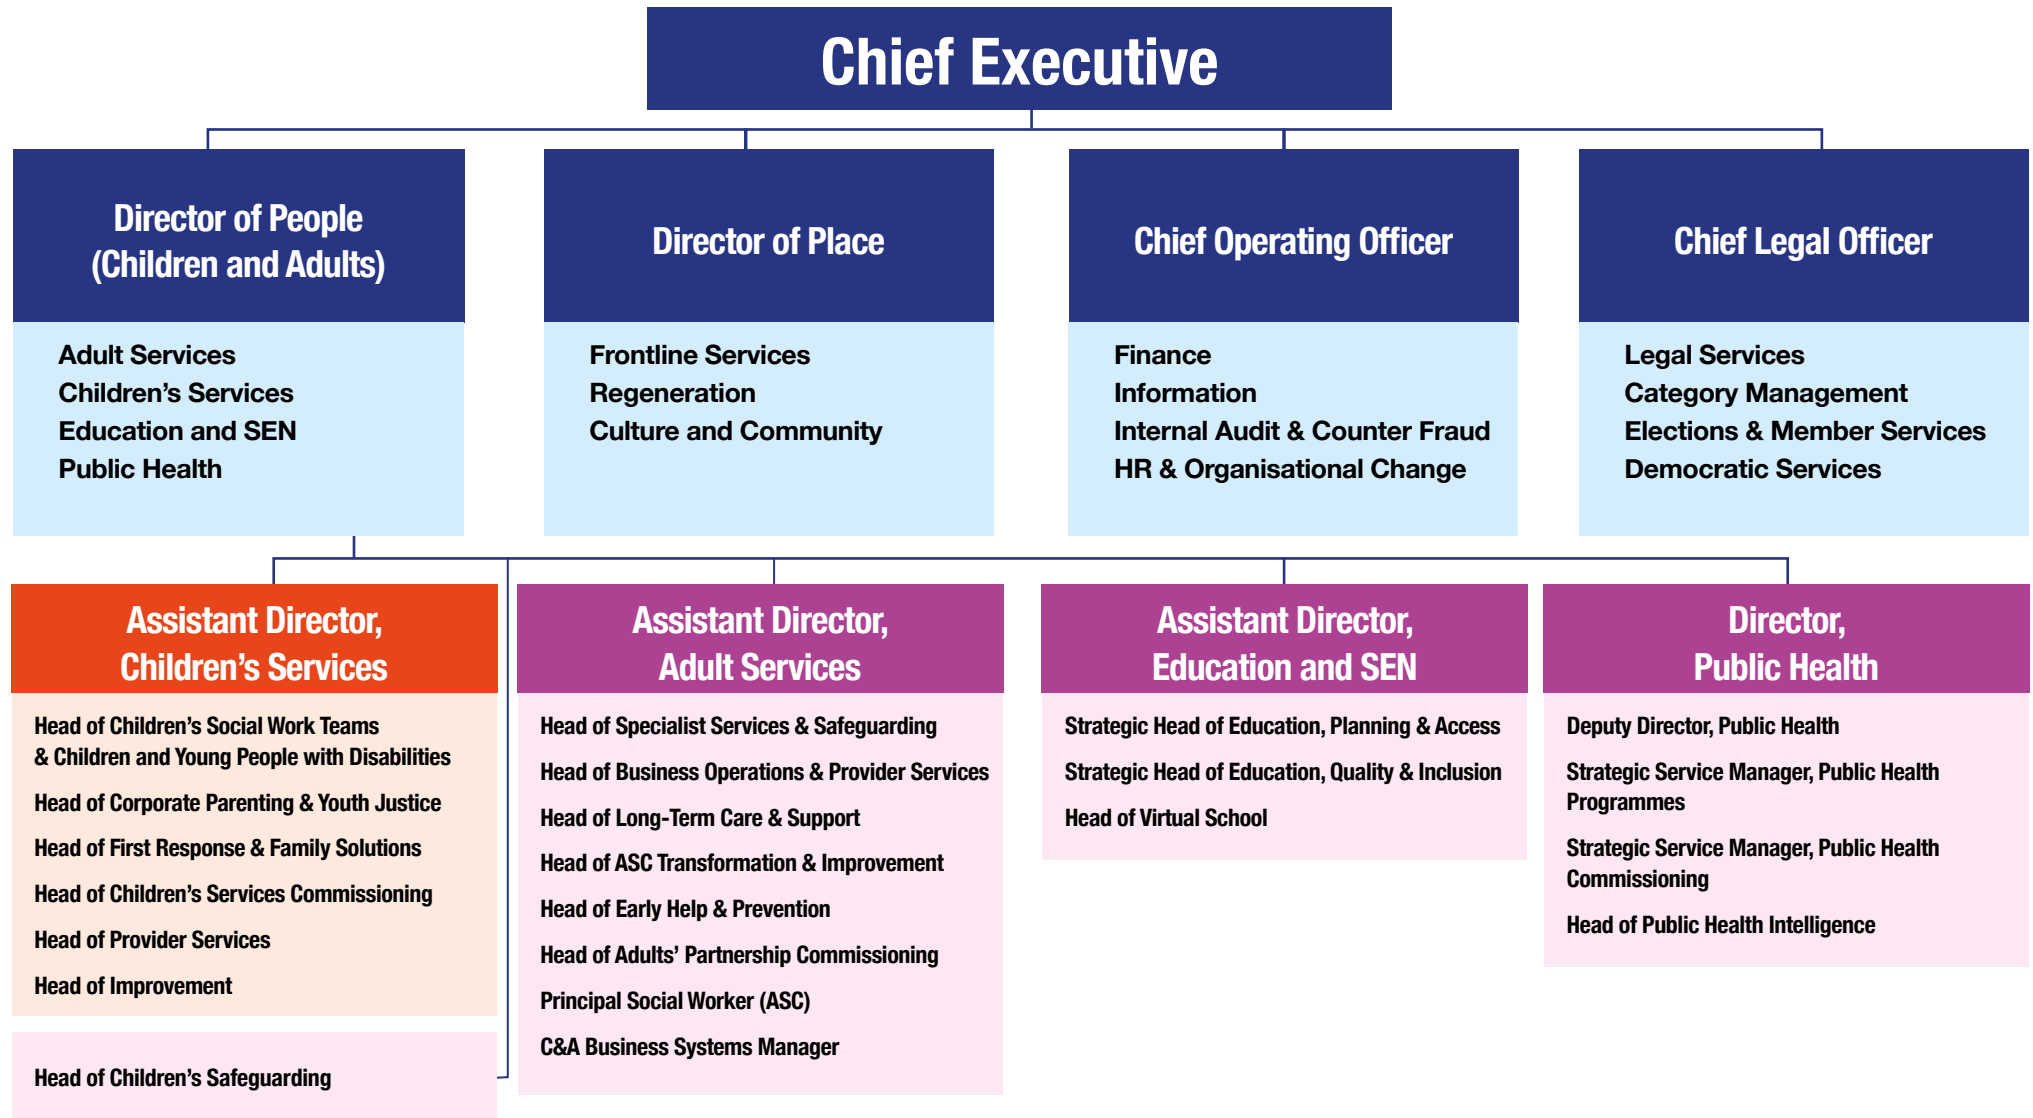 Chief Executive
Director of People
(Children and Adults)
Adult Services
Children’s Services
Education and SEN
Public Health
Director of Place
Frontline Services
Regeneration
Culture and Community
Chief Operating Officer
Finance
Information
Internal Audit & Counter Fraud
HR & Organisational Change
Chief Legal Officer
Legal Services
Category Management
Elections & Member Services
Democratic Services
Assistant Director,
Children’s Services
Head of Children’s Social Work Teams
& Children and Young People with Disabilities
Head of Corporate Parenting & Youth Justice
Head of First Response & Family Solutions
Head of Children’s Services Commissioning
Head of Provider Services
Head of Improvement
Head of Children’s Safeguarding
Assistant Director,
Adult Services
Head of Specialist Services & Safeguarding
Head of Business Operations & Provider Services
Head of Long-Term Care & Support
Head of ASC Transformation & Improvement
Head of Early Help & Prevention
Head of Adults’ Partnership Commissioning
Principal Social Worker (ASC)
C&A Business Systems Manager
Assistant Director,
Education and SEN
Strategic Head of Education, Planning & Access
Strategic Head of Education, Quality & Inclusion
Head of Virtual School
Director,
Public Health
Deputy Director, Public Health
Strategic Service Manager, Public Health
Programmes
Strategic Service Manager, Public Health
Commissioning
Head of Public Health Intelligence